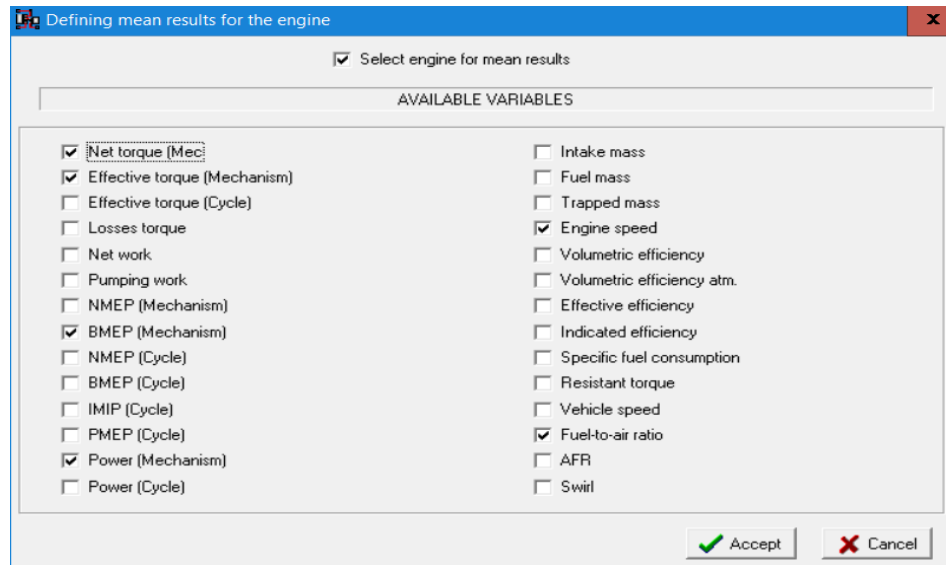 Defining mean results for the engine
Select engine for mean results
AVAILABLE VARIABLES
Net torque (Mec
Effective torque (Mechanism)
Effective torque (Cycle)
Losses torque
Net work
Pumping work
NMEP (Mechanism)
BMEP (Mechanism)
NMEP (Cycle)
BMEP (Cycle)
IMIP (Cycle)
PMEP (Cycle)
Power (Mechanism)
Power (Cycle)
Intake mass
Fuel mass
Trapped mass
Engine speed
Volumetric efficiency
Volumetric efficiency atm.
Effective efficiency
Indicated efficiency
Specific fuel consumption
Resistant torque
Vehicle speed
Fuel-to-air ratio
AFR
Swirl
Accept
Cancel